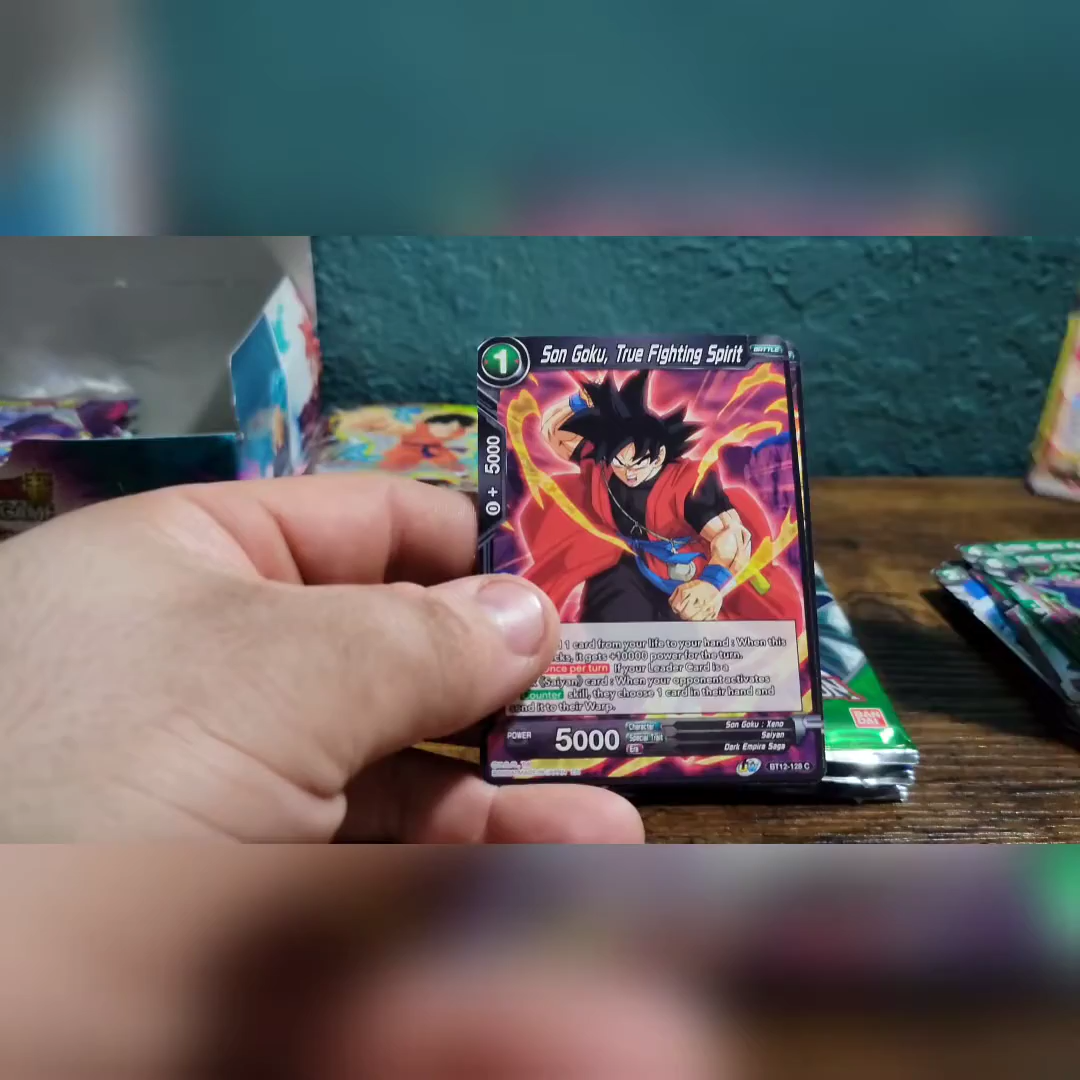 1
Son Goku, True Fighting Spirit
BATTLE
0 + 5000
1 card from your life to your hand : When this
it gets +10000 power for the turn.
once per turn If your Leader Card is a
(Saiyan) card : When your opponent activates
Counter skill, they choose 1 card in their hand and
send it to their Warp.
POWER
5000
Character
Son Goku : Xeno
Special Trait
Saiyan
Era
Dark Empire Saga
BT12-128 C
BAN
DAI